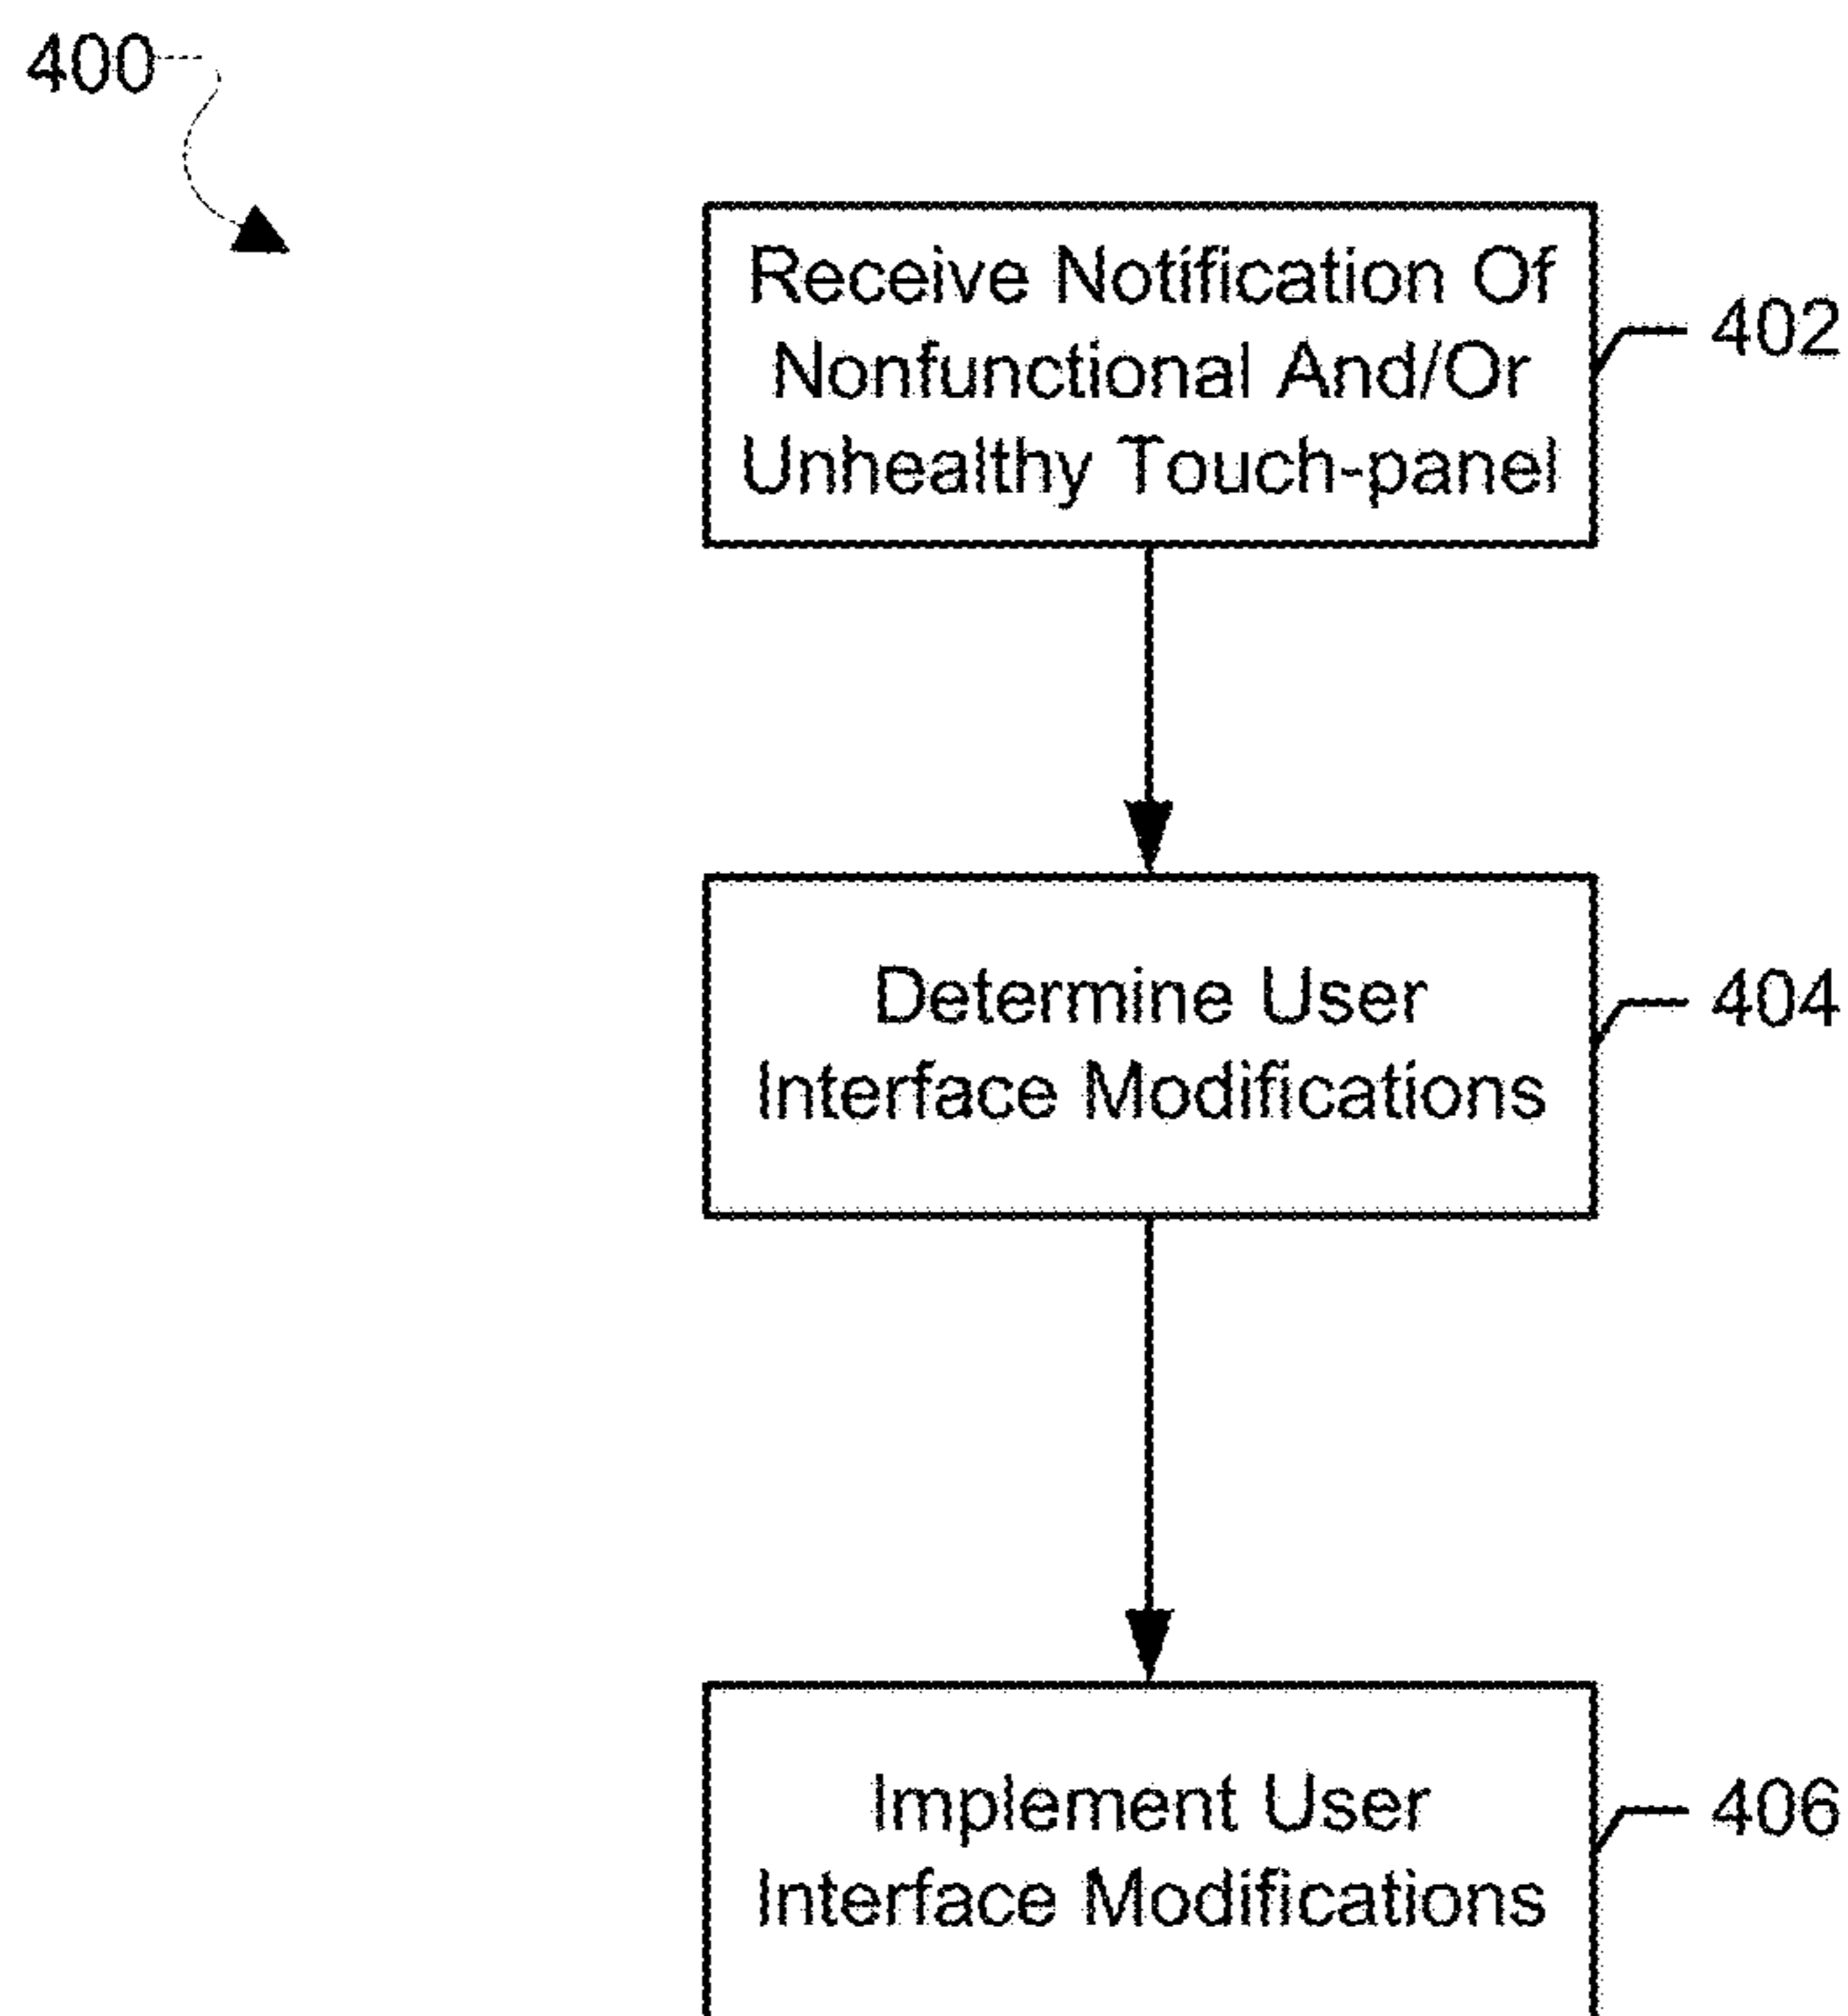 400
Receive Notification Of
Nonfunctional And/Or
Unhealthy Touch-panel
402
Determine User
Interface Modifications
404
Implement User
Interface Modifications
406